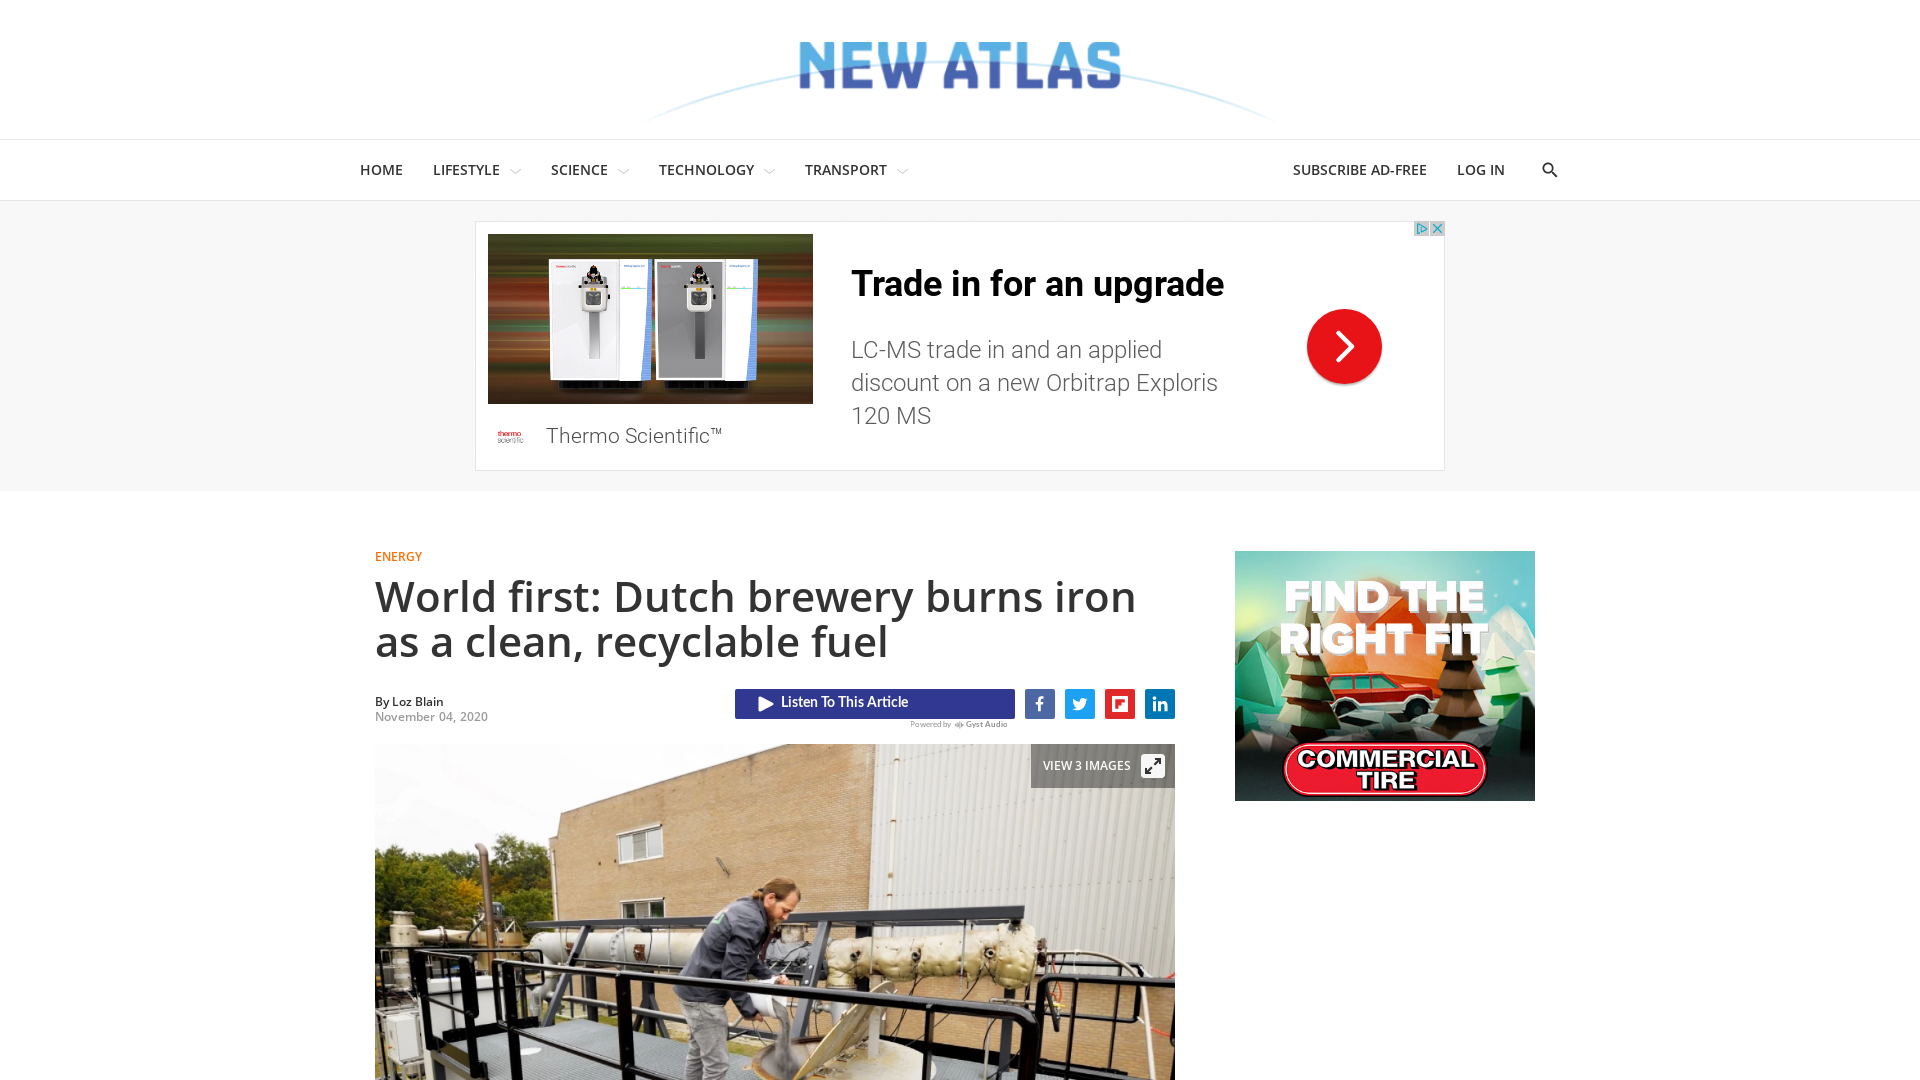 NEW ATLAS
HOME LIFESTYLE SCIENCE TECHNOLOGY TRANSPORT SUBSCRIBE AD-FREE LOG IN
Trade in for an upgrade
LC-MS trade in and an applied
discount on a new Orbitrap Exploris
120 MS
thermo
scientific
Thermo Scientific™
ENERGY
World first: Dutch brewery burns iron
as a clean, recyclable fuel
By Loz Blain
November 04, 2020
Listen To This Article
Powered by Gyst Audio
VIEW 3 IMAGES
FIND THE
RIGHT FIT
COMMERCIAL
TIRE